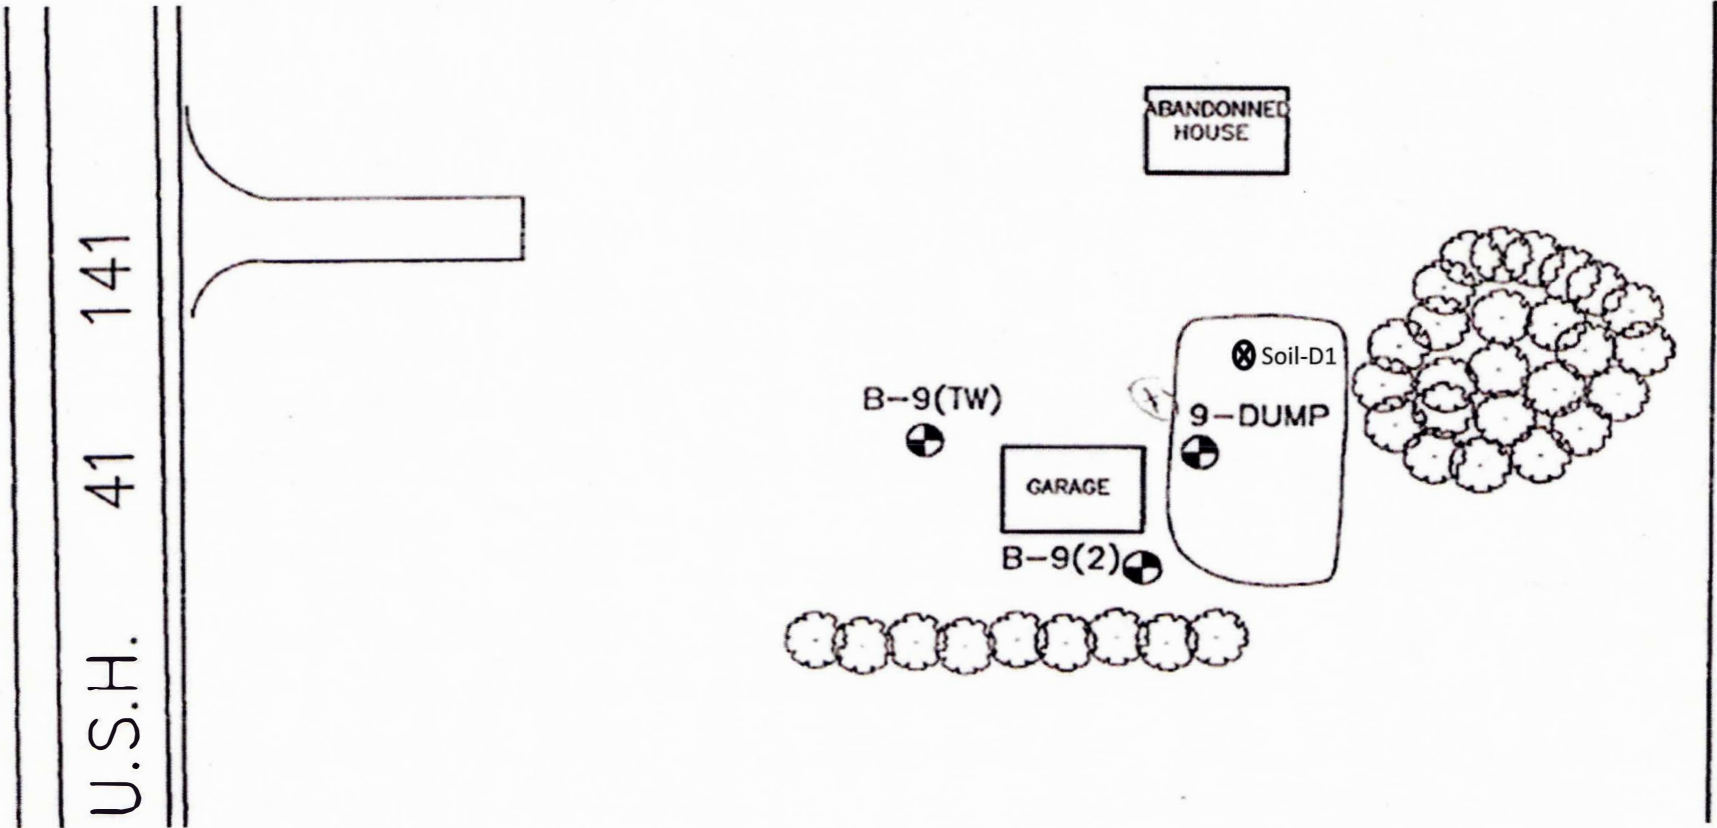 ABANDONNED
HOUSE
U.S.H. 41 141
Soil-D1
B-9(TW)
9-DUMP
GARAGE
B-9(2)